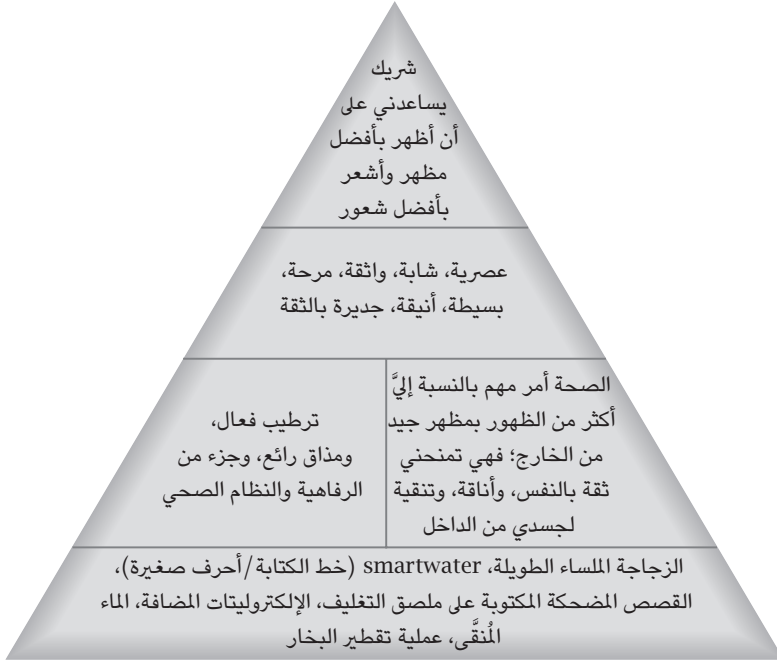 شريك
يساعدني على
أن أظهر بأفضل
مظهر وأشعر
بأفضل شعور
عصرية، شابة، واثقة، مرحة،
بسيطة، أنيقة، جديرة بالثقة
الصحة أمر مهم بالنسبة إليَّ
أكثر من الظهور بمظهر جيد
من الخارج؛ فهي تمنحني
ثقة بالنفس، وأناقة، وتنقية
لجسدي من الداخل
ترطيب فعال،
ومذاق رائع، وجزء من
الرفاهية والنظام الصحي
الزجاجة الملساء الطويلة، smartwater (خط الكتابة/أحرف صغيرة)،
القصص المضحكة المكتوبة على ملصق التغليف، الإلكتروليتات المضافة، الماء
المُنقَّى، عملية تقطير البخار